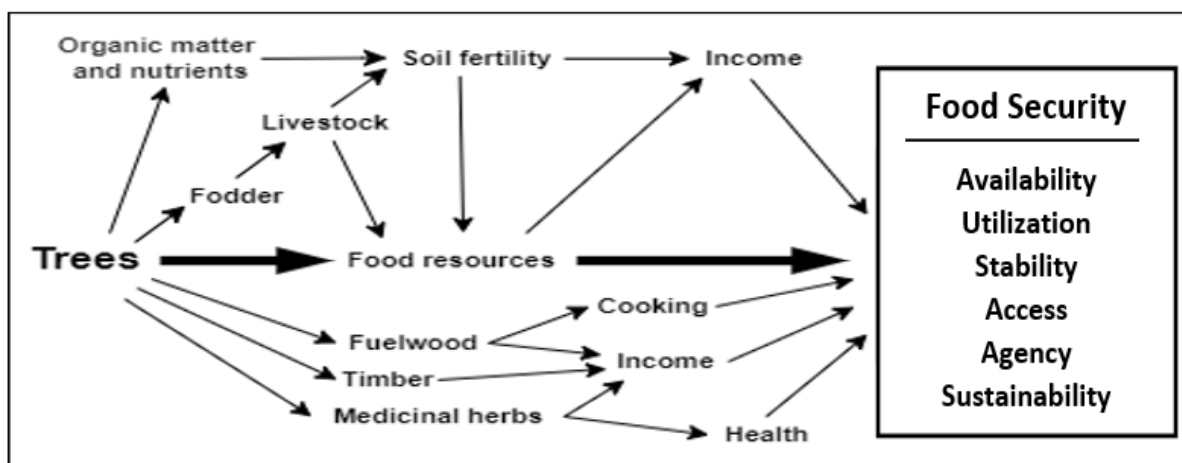 Organic matter
and nutrients
Soil fertility
Income
Livestock
Fodder
Trees
Food resources
Cooking
Fuelwood
Income
Timber
Medicinal herbs
Health
Food Security
Availability
Utilization
Stability
Access
Agency
Sustainability